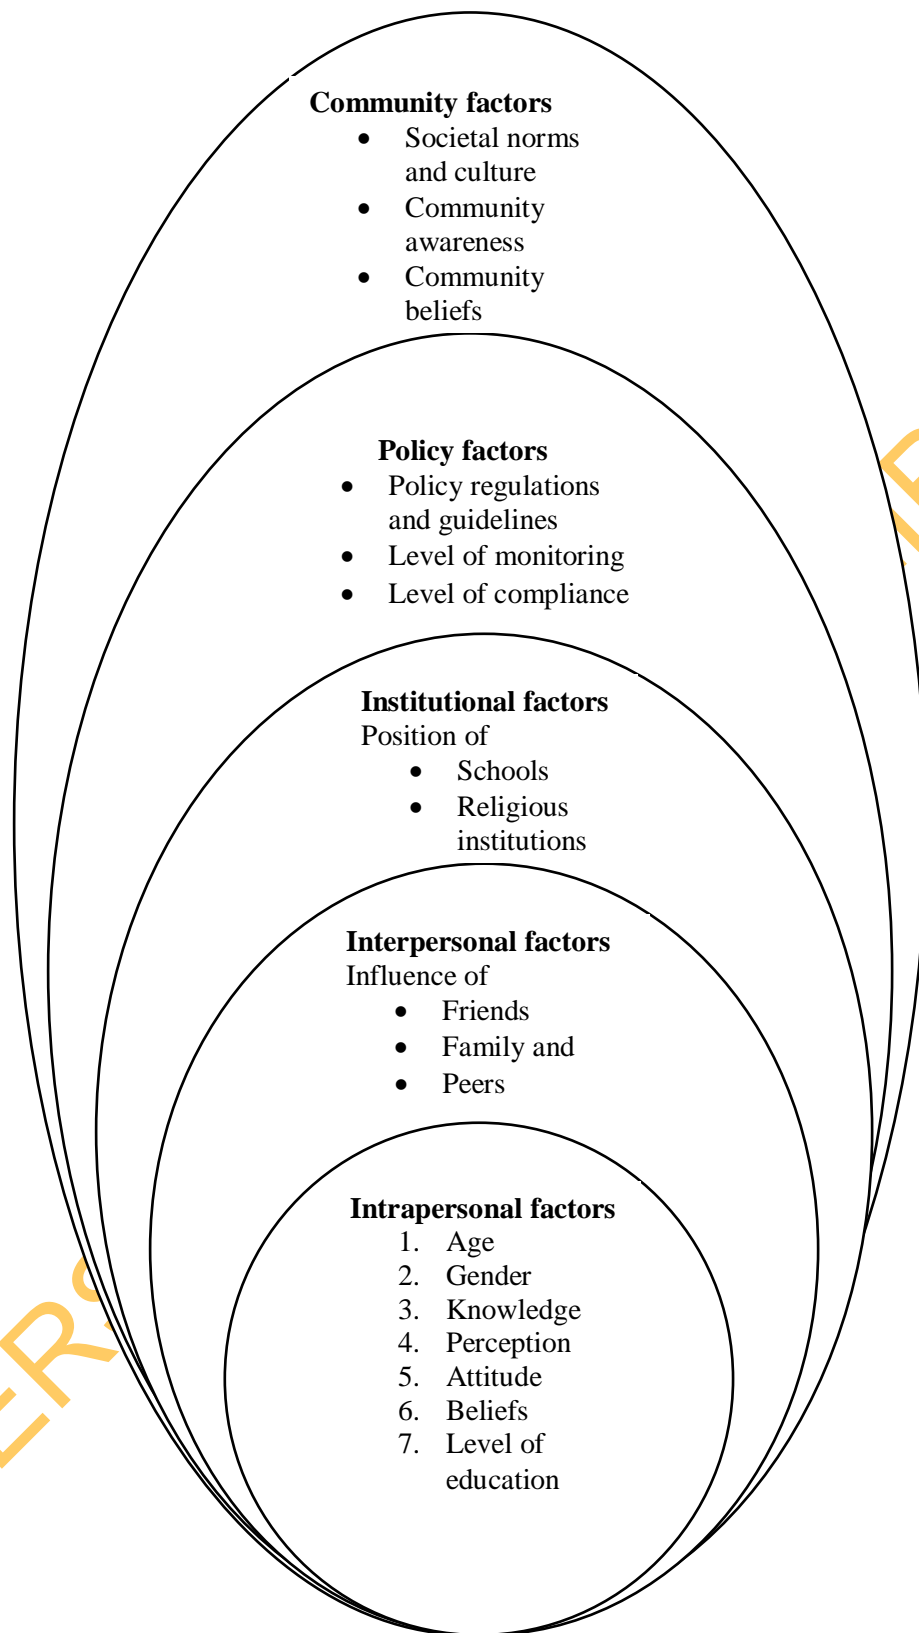 Community factors
• Societal norms
and culture
• Community
awareness
• Community
beliefs
Policy factors
• Policy regulations
and guidelines
• Level of monitoring
• Level of compliance
Institutional factors
Position of
• Schools
• Religious
institutions
Interpersonal factors
Influence of
• Friends
• Family and
• Peers
Intrapersonal factors
1. Age
2. Gender
3. Knowledge
4. Perception
5. Attitude
6. Beliefs
7. Level of
education